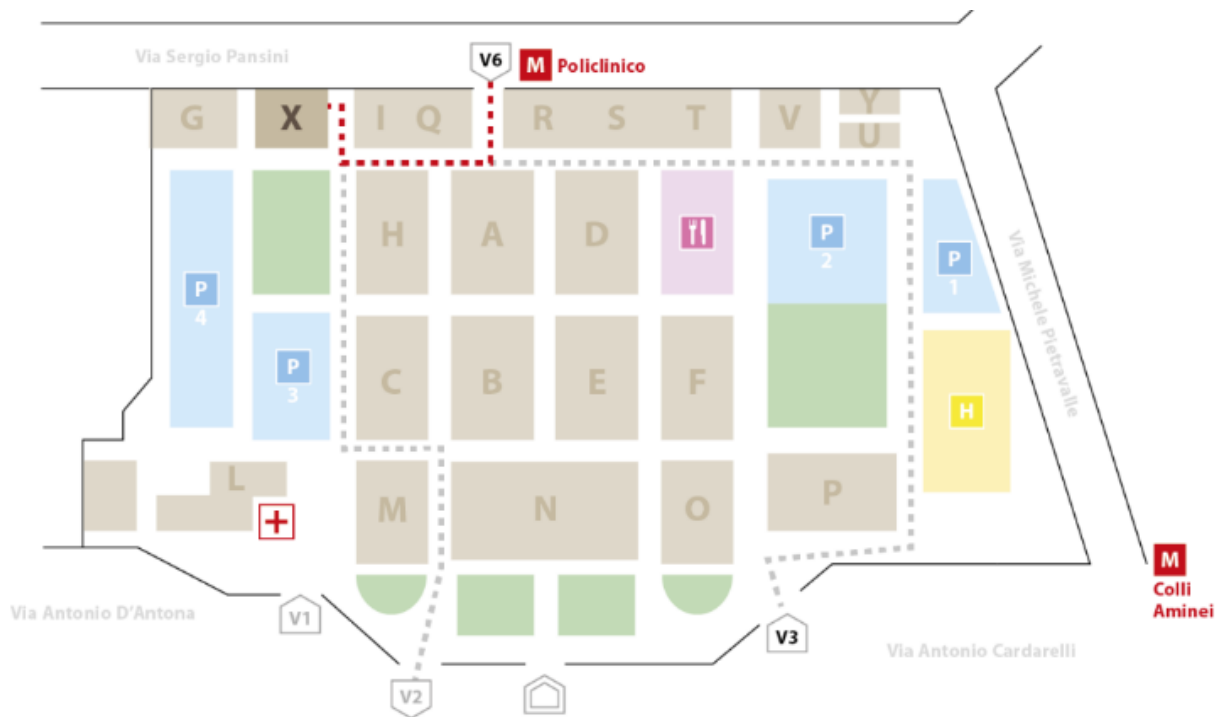 Via Sergio Pansini
V6
M Policlinico
G
X
I
Q
R
S
T
V
Y
U
H
A
D
P
2
P
1
P
4
Via Michele Pietravalle
C
B
E
F
P
3
H
L
M
N
O
P
M
Colli
Aminei
Via Antonio D'Antona
V1
V3
Via Antonio Cardarelli
V2